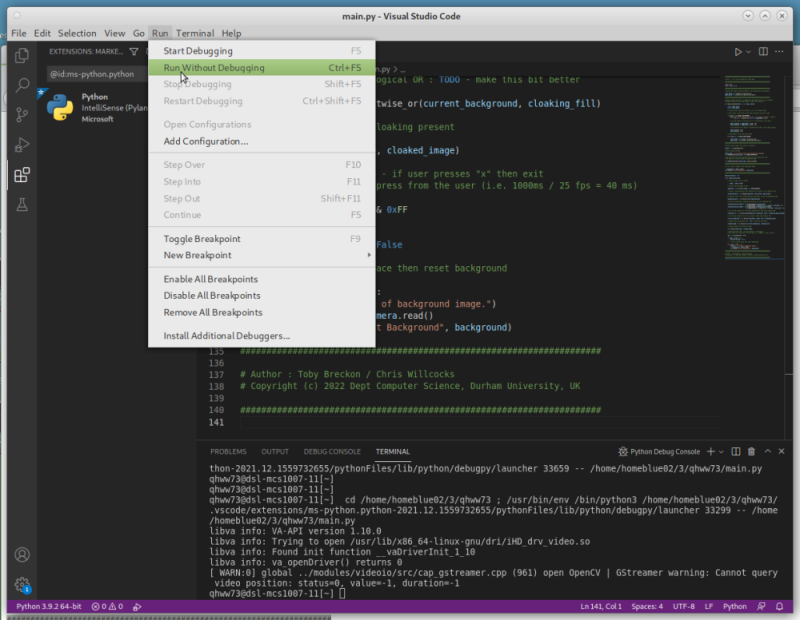 main.py - Visual Studio Code
File Edit Selection View Go Run Terminal Help
EXTENSIONS: MARKE...
@id:ms-python.python
Python
IntelliSense (Pylan
Microsoft
Start Debugging F5
Run Without Debugging Ctrl+F5
Stop Debugging Shift+F5
Restart Debugging Ctrl+Shift+F5
Open Configurations
Add Configuration...
Step Over F10
Step Into F11
Step Out Shift+F11
Continue F5
Toggle Breakpoint F9
New Breakpoint
Enable All Breakpoints
Disable All Breakpoints
Remove All Breakpoints
Install Additional Debuggers...
n.py > ...
ogical OR : TODO - make this bit better
twise_or(current_background, cloaking_fill)
loaking present
, cloaked_image)
- if user presses "x" then exit
press from the user (i.e. 1000ms / 25 fps = 40 ms)
& 0xFF
False
ace then reset background
:
of background image.")
mera.read()
t Background", background)
135 ######################################################################
136
137 # Author : Toby Breckon / Chris Willcocks
138 # Copyright (c) 2022 Dept Computer Science, Durham University, UK
139
140 ######################################################################
141
PROBLEMS OUTPUT DEBUG CONSOLE TERMINAL Python Debug Console
thon-2021.12.1559732655/pythonFiles/lib/python/debugpy/launcher 33659 -- /home/homeblue02/3/qhww73/main.py
qhww73@dsl-mcs1007-11[~]
qhww73@dsl-mcs1007-11[~]
qhww73@dsl-mcs1007-11[~] cd /home/homeblue02/3/qhww73 ; /usr/bin/env /bin/python3 /home/homeblue02/3/qhww73/
.vscode/extensions/ms-python.python-2021.12.1559732655/pythonFiles/lib/python/debugpy/launcher 33299 -- /home
/homeblue02/3/qhww73/main.py
libva info: VA-API version 1.10.0
libva info: Trying to open /usr/lib/x86_64-linux-gnu/dri/iHD_drv_video.so
libva info: Found init function __vaDriverInit_1_10
libva info: va_openDriver() returns 0
[ WARN:0] global ../modules/videoio/src/cap_gstreamer.cpp (961) open OpenCV | GStreamer warning: Cannot query
video position: status=0, value=-1, duration=-1
qhww73@dsl-mcs1007-11[~]
1
Python 3.9.2 64-bit 0 0 Ln 141, Col 1 Spaces: 4 UTF-8 LF Python